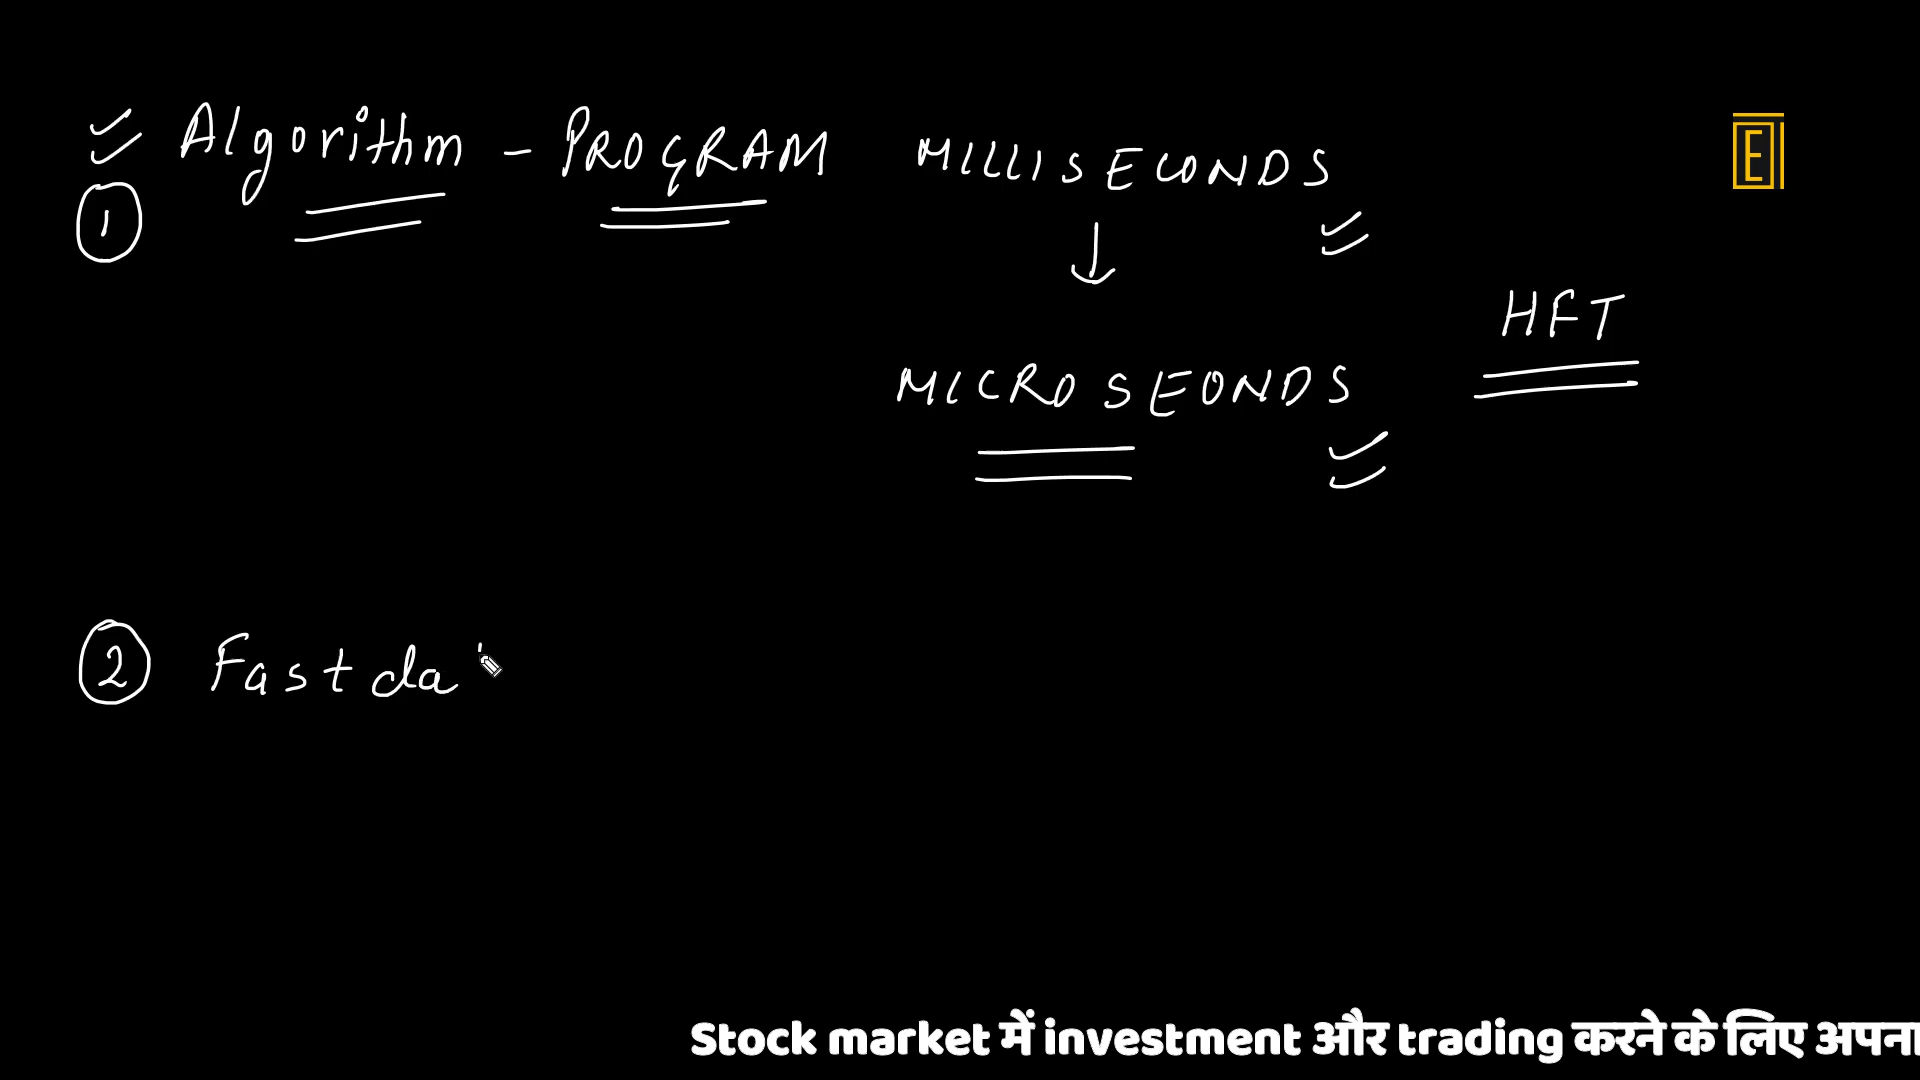 Algorithm - PROGRAM MILLISECONDS
1
↓
HFT
MICROSEONDS
2 Fast da
E
Stock market में investment और trading करने के लिए अपना